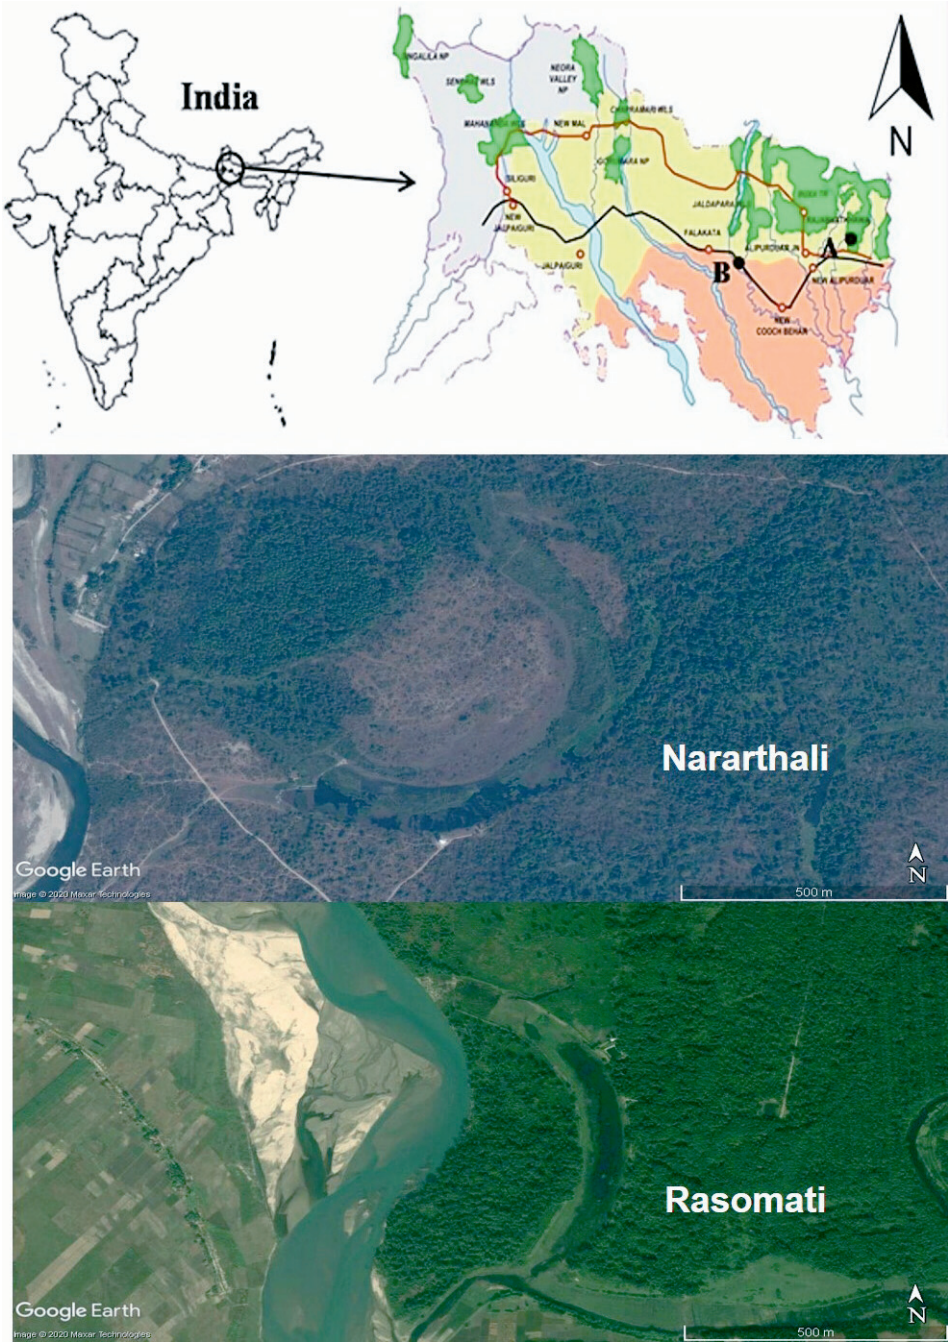 India
N
INGALILA NP
SENCHAL WLS
NEORA
VALLEY
NP
MAHANANDA WLS
NEW MAL
CHAPRAMARI WLS
GORUMARA NP
SILIGURI
NEW
JALPAIGURI
JALPAIGURI
JALDAPARA WLS
FALAKATA
ALIPURDUAR JN
A
B
NEW ALIPURDUAR
NEW
COOCH BEHAR
Nararthali
Google Earth
Image © 2020 Maxar Technologies
N
500 m
Rasomati
Google Earth
Image © 2020 Maxar Technologies
N
500 m